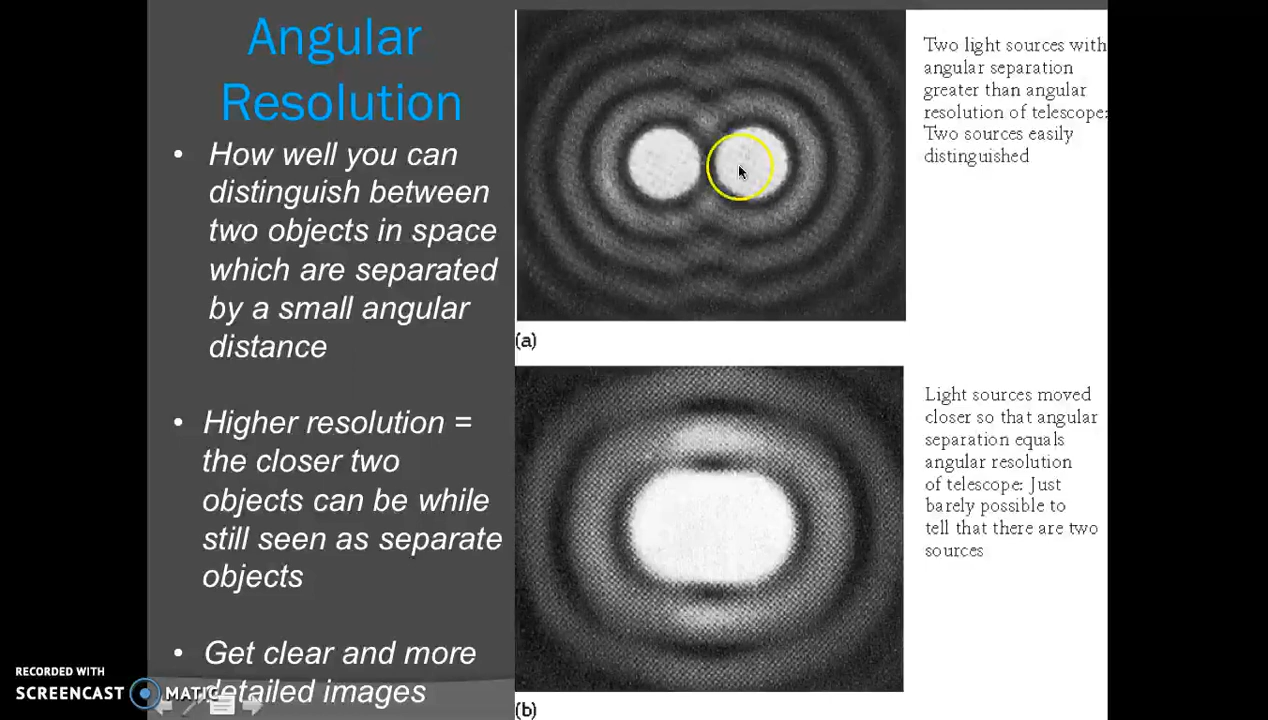 Angular
Resolution
• How well you can
distinguish between
two objects in space
which are separated
by a small angular
distance
• Higher resolution =
the closer two
objects can be while
still seen as separate
objects
• Get clear and more
detailed images
Two light sources with
angular separation
greater than angular
resolution of telescope:
Two sources easily
distinguished
(a)
Light sources moved
closer so that angular
separation equals
angular resolution
of telescope: Just
barely possible to
tell that there are two
sources
(b)
RECORDED WITH
SCREENCAST MATIC